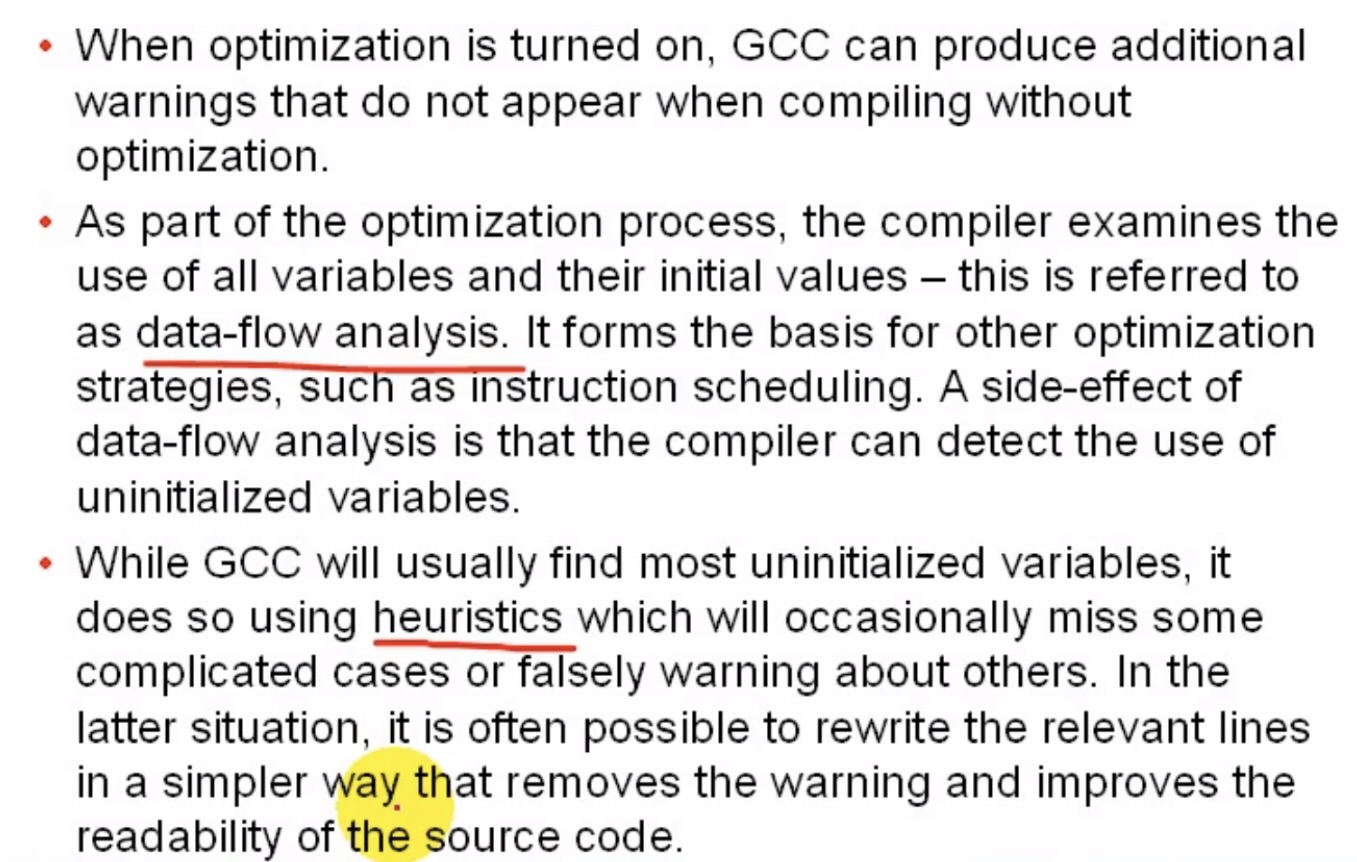 • When optimization is turned on, GCC can produce additional
warnings that do not appear when compiling without
optimization.
• As part of the optimization process, the compiler examines the
use of all variables and their initial values – this is referred to
as data-flow analysis. It forms the basis for other optimization
strategies, such as instruction scheduling. A side-effect of
data-flow analysis is that the compiler can detect the use of
uninitialized variables.
• While GCC will usually find most uninitialized variables, it
does so using heuristics which will occasionally miss some
complicated cases or falsely warning about others. In the
latter situation, it is often possible to rewrite the relevant lines
in a simpler way that removes the warning and improves the
readability of the source code.